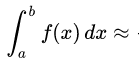 ∫_a^b f(x) dx ≈